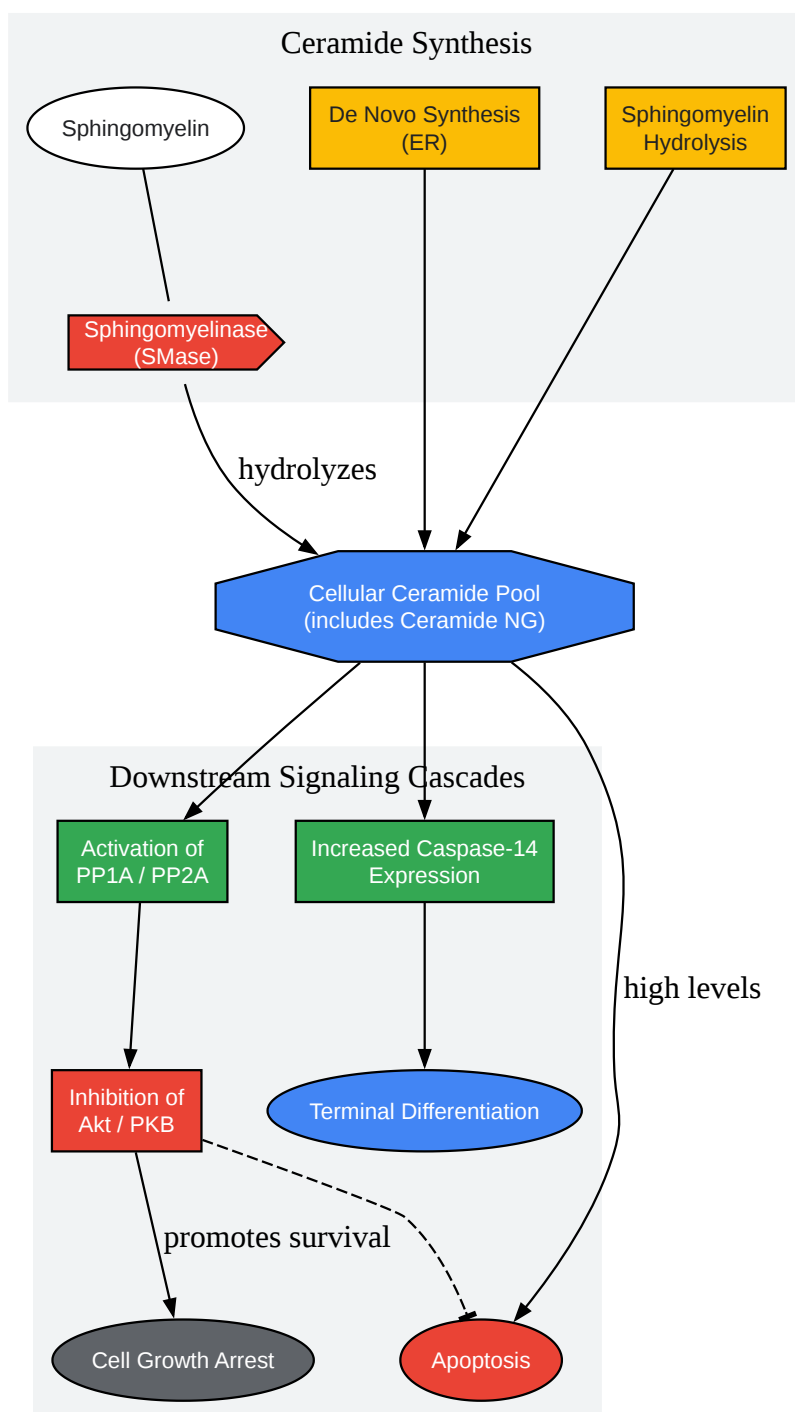 Ceramide Synthesis
Sphingomyelin
De Novo Synthesis
(ER)
Sphingomyelin
Hydrolysis
Sphingomyelinase
(SMase)
hydrolyzes
Cellular Ceramide Pool
(includes Ceramide NG)
Downstream Signaling Cascades
Activation of
PP1A / PP2A
Increased Caspase-14
Expression
high levels
Inhibition of
Akt / PKB
Terminal Differentiation
promotes survival
Cell Growth Arrest
Apoptosis